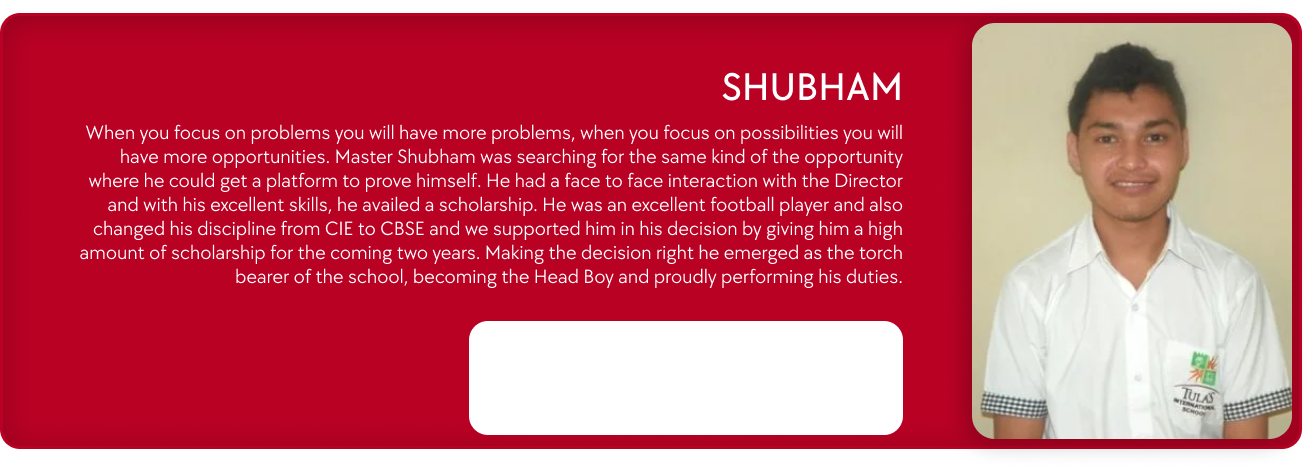 SHUBHAM
When you focus on problems you will have more problems, when you focus on possibilities you will
have more opportunities. Master Shubham was searching for the same kind of the opportunity
where he could get a platform to prove himself. He had a face to face interaction with the Director
and with his excellent skills, he availed a scholarship. He was an excellent football player and also
changed his discipline from CIE to CBSE and we supported him in his decision by giving him a high
amount of scholarship for the coming two years. Making the decision right he emerged as the torch
bearer of the school, becoming the Head Boy and proudly performing his duties.
TULA'S
INTERNATIONAL
SCHOOL